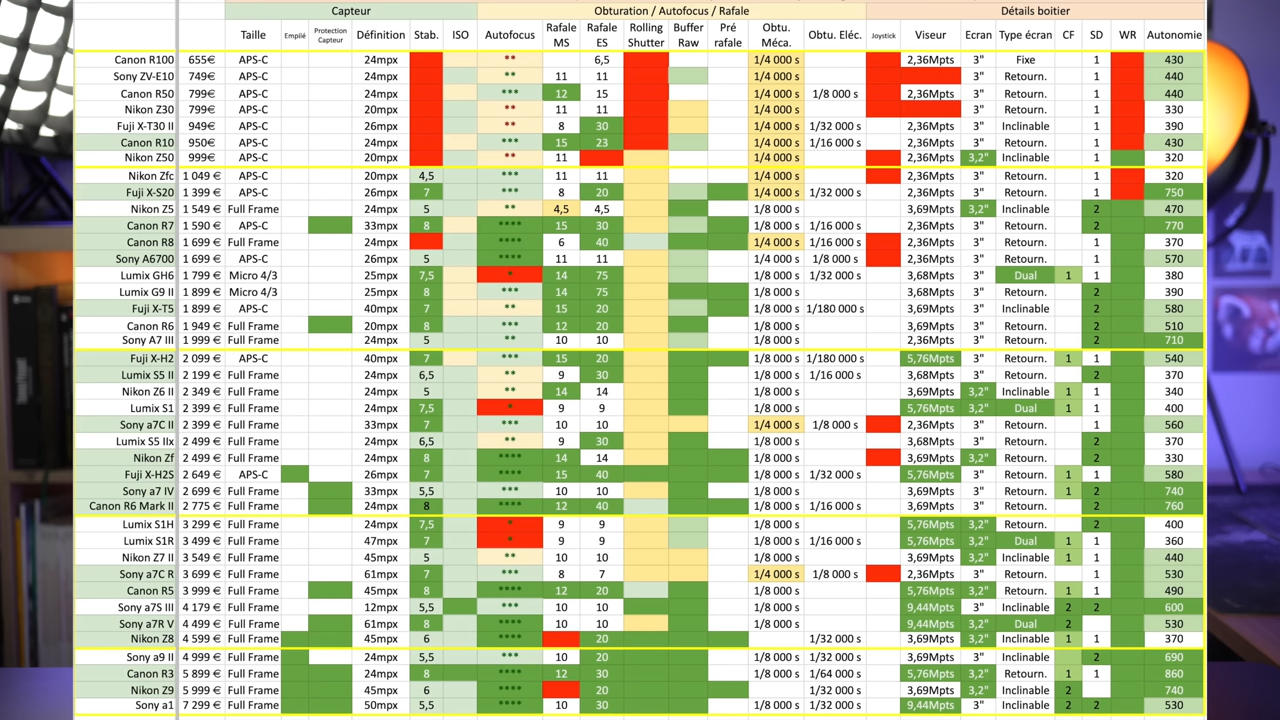 Capteur Obturation / Autofocus / Rafale Détails boitier
Taille Empilé Protection Capteur Définition Stab. ISO Autofocus Rafale MS Rafale ES Rolling Shutter Buffer Raw Pré rafale Obtu. Méca. Obtu. Eléc. Joystick Viseur Ecran Type écran CF SD WR Autonomie
Canon R100 655€ APS-C 24mpx ** 6,5 1/4 000 s 2,36Mpts 3" Fixe 1 430
Sony ZV-E10 749€ APS-C 24mpx ** 11 11 1/4 000 s 3" Retourn. 1 440
Canon R50 799€ APS-C 24mpx *** 12 15 1/4 000 s 1/8 000 s 2,36Mpts 3" Retourn. 1 440
Nikon Z30 799€ APS-C 20mpx ** 11 11 1/4 000 s 3" Retourn. 1 330
Fuji X-T30 II 949€ APS-C 26mpx ** 8 30 1/4 000 s 1/32 000 s 2,36Mpts 3" Inclinable 1 390
Canon R10 950€ APS-C 24mpx *** 15 23 1/4 000 s 1/16 000 s 2,36Mpts 3" Retourn. 1 430
Nikon Z50 999€ APS-C 20mpx ** 11 1/4 000 s 2,36Mpts 3,2" Inclinable 1 320
Nikon Zfc 1 049 € APS-C 20mpx 4,5 *** 11 11 1/4 000 s 2,36Mpts 3" Retourn. 1 320
Fuji X-S20 1 399 € APS-C 26mpx 7 *** 8 20 1/4 000 s 1/32 000 s 2,36Mpts 3" Retourn. 1 750
Nikon Z5 1 549 € Full Frame 24mpx 5 ** 4,5 4,5 1/8 000 s 3,69Mpts 3,2" Inclinable 2 470
Canon R7 1 599 € APS-C 33mpx 8 **** 15 30 1/8 000 s 1/16 000 s 2,36Mpts 3" Retourn. 2 770
Canon R8 1 699 € Full Frame 24mpx **** 6 40 1/4 000 s 1/16 000 s 2,36Mpts 3" Retourn. 1 370
Sony A6700 1 699 € APS-C 26mpx 5 **** 11 11 1/4 000 s 1/8 000 s 2,36Mpts 3" Retourn. 1 570
Lumix GH6 1 799 € Micro 4/3 25mpx 7,5 * 14 75 1/8 000 s 1/32 000 s 3,68Mpts 3" Dual 1 1 380
Lumix G9 II 1 899 € Micro 4/3 25mpx 8 *** 14 75 1/8 000 s 3,68Mpts 3" Retourn. 2 390
Fuji X-T5 1 899 € APS-C 40mpx 7 ** 15 20 1/8 000 s 1/180 000 s 3,69Mpts 3" Inclinable 2 580
Canon R6 1 949 € Full Frame 20mpx 8 *** 12 20 1/8 000 s 3,69Mpts 3" Retourn. 2 510
Sony A7 III 1 999 € Full Frame 24mpx 5 *** 10 10 1/8 000 s 2,36Mpts 3" Retourn. 2 710
Fuji X-H2 2 099 € APS-C 40mpx 7 *** 15 20 1/8 000 s 1/180 000 s 5,76Mpts 3" Retourn. 1 1 540
Lumix S5 II 2 199 € Full Frame 24mpx 6,5 ** 9 30 1/8 000 s 1/16 000 s 3,68Mpts 3" Retourn. 2 370
Nikon Z6 II 2 349 € Full Frame 24mpx 5 ** 14 14 1/8 000 s 3,69Mpts 3,2" Inclinable 1 1 340
Lumix S1 2 399 € Full Frame 24mpx 7,5 * 9 9 1/8 000 s 5,76Mpts 3,2" Dual 1 1 400
Sony a7C II 2 399 € Full Frame 33mpx 7 *** 10 10 1/4 000 s 1/8 000 s 2,36Mpts 3" Retourn. 1 560
Lumix S5 IIx 2 499 € Full Frame 24mpx 6,5 ** 9 30 1/8 000 s 3,68Mpts 3" Retourn. 2 370
Nikon Zf 2 499 € Full Frame 24mpx 8 **** 14 14 1/8 000 s 3,69Mpts 3,2" Retourn. 2 330
Fuji X-H2S 2 649 € APS-C 26mpx 7 **** 15 40 1/8 000 s 1/32 000 s 5,76Mpts 3" Retourn. 1 1 580
Sony a7 IV 2 699 € Full Frame 33mpx 5,5 *** 10 10 1/8 000 s 3,69Mpts 3" Retourn. 1 2 740
Canon R6 Mark II 2 775 € Full Frame 24mpx 8 **** 12 40 1/8 000 s 1/16 000 s 3,69Mpts 3" Retourn. 2 760
Lumix S1H 3 299 € Full Frame 24mpx 7,5 * 9 9 1/8 000 s 5,76Mpts 3,2" Retourn. 2 400
Lumix S1R 3 499 € Full Frame 47mpx 7 * 9 9 1/8 000 s 1/16 000 s 5,76Mpts 3,2" Dual 1 1 360
Nikon Z7 II 3 549 € Full Frame 45mpx 5 ** 10 10 1/8 000 s 3,69Mpts 3,2" Inclinable 1 1 440
Sony a7C R 3 699 € Full Frame 61mpx 7 *** 8 7 1/4 000 s 1/8 000 s 2,36Mpts 3" Retourn. 1 530
Canon R5 3 999 € Full Frame 45mpx 8 **** 12 20 1/8 000 s 5,76Mpts 3,2" Retourn. 1 1 490
Sony a7S III 4 179 € Full Frame 12mpx 5,5 *** 10 10 1/8 000 s 9,44Mpts 3" Inclinable 2 2 600
Sony a7R V 4 499 € Full Frame 61mpx 8 **** 10 10 1/8 000 s 9,44Mpts 3,2" Dual 2 530
Nikon Z8 4 599 € Full Frame 45mpx 6 **** 20 1/32 000 s 3,69Mpts 3,2" Inclinable 1 1 370
Sony a9 II 4 999 € Full Frame 24mpx 5,5 *** 10 20 1/8 000 s 1/32 000 s 3,69Mpts 3" Inclinable 2 690
Canon R3 5 899 € Full Frame 24mpx 8 **** 12 30 1/8 000 s 1/64 000 s 5,76Mpts 3,2" Retourn. 1 1 860
Nikon Z9 5 999 € Full Frame 45mpx 6 **** 20 1/32 000 s 3,69Mpts 3,2" Inclinable 2 740
Sony a1 7 299 € Full Frame 50mpx 5,5 **** 10 30 1/8 000 s 1/32 000 s 9,44Mpts 3" Inclinable 2 2 530